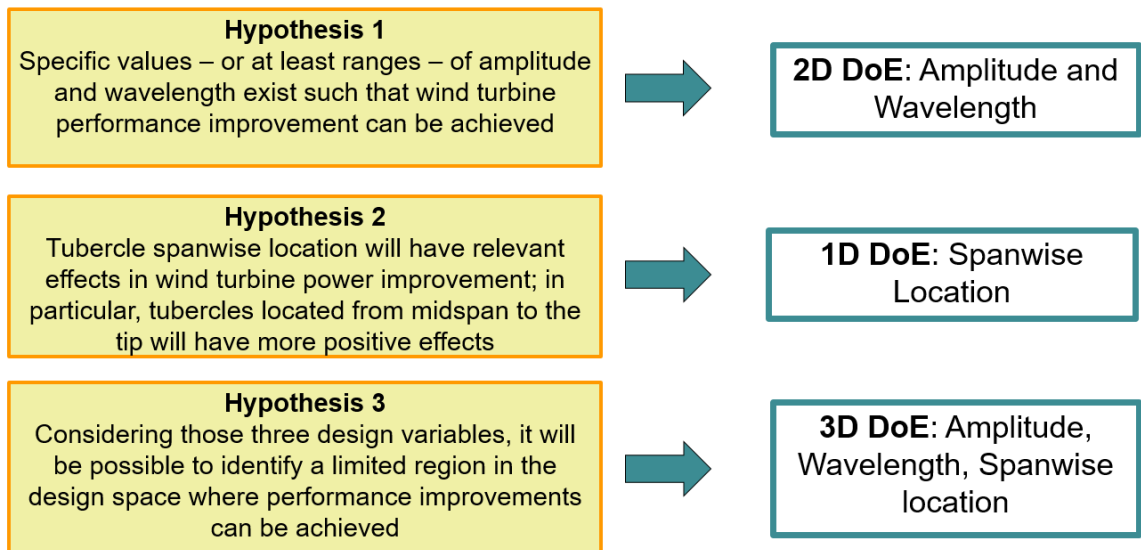 Hypothesis 1
Specific values – or at least ranges – of amplitude
and wavelength exist such that wind turbine
performance improvement can be achieved
2D DoE: Amplitude and
Wavelength
Hypothesis 2
Tubercle spanwise location will have relevant
effects in wind turbine power improvement; in
particular, tubercles located from midspan to the
tip will have more positive effects
1D DoE: Spanwise
Location
Hypothesis 3
Considering those three design variables, it will
be possible to identify a limited region in the
design space where performance improvements
can be achieved
3D DoE: Amplitude,
Wavelength, Spanwise
location